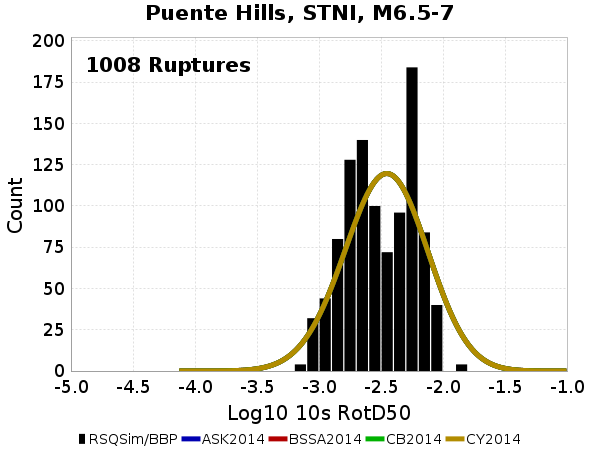 Puente Hills, STNI, M6.5-7
1008 Ruptures
200
175
150
125
100
75
50
25
0
Count
-5.0 -4.5 -4.0 -3.5 -3.0 -2.5 -2.0 -1.5 -1.0
Log10 10s RotD50
RSQSim/BBP ASK2014 BSSA2014 CB2014 CY2014